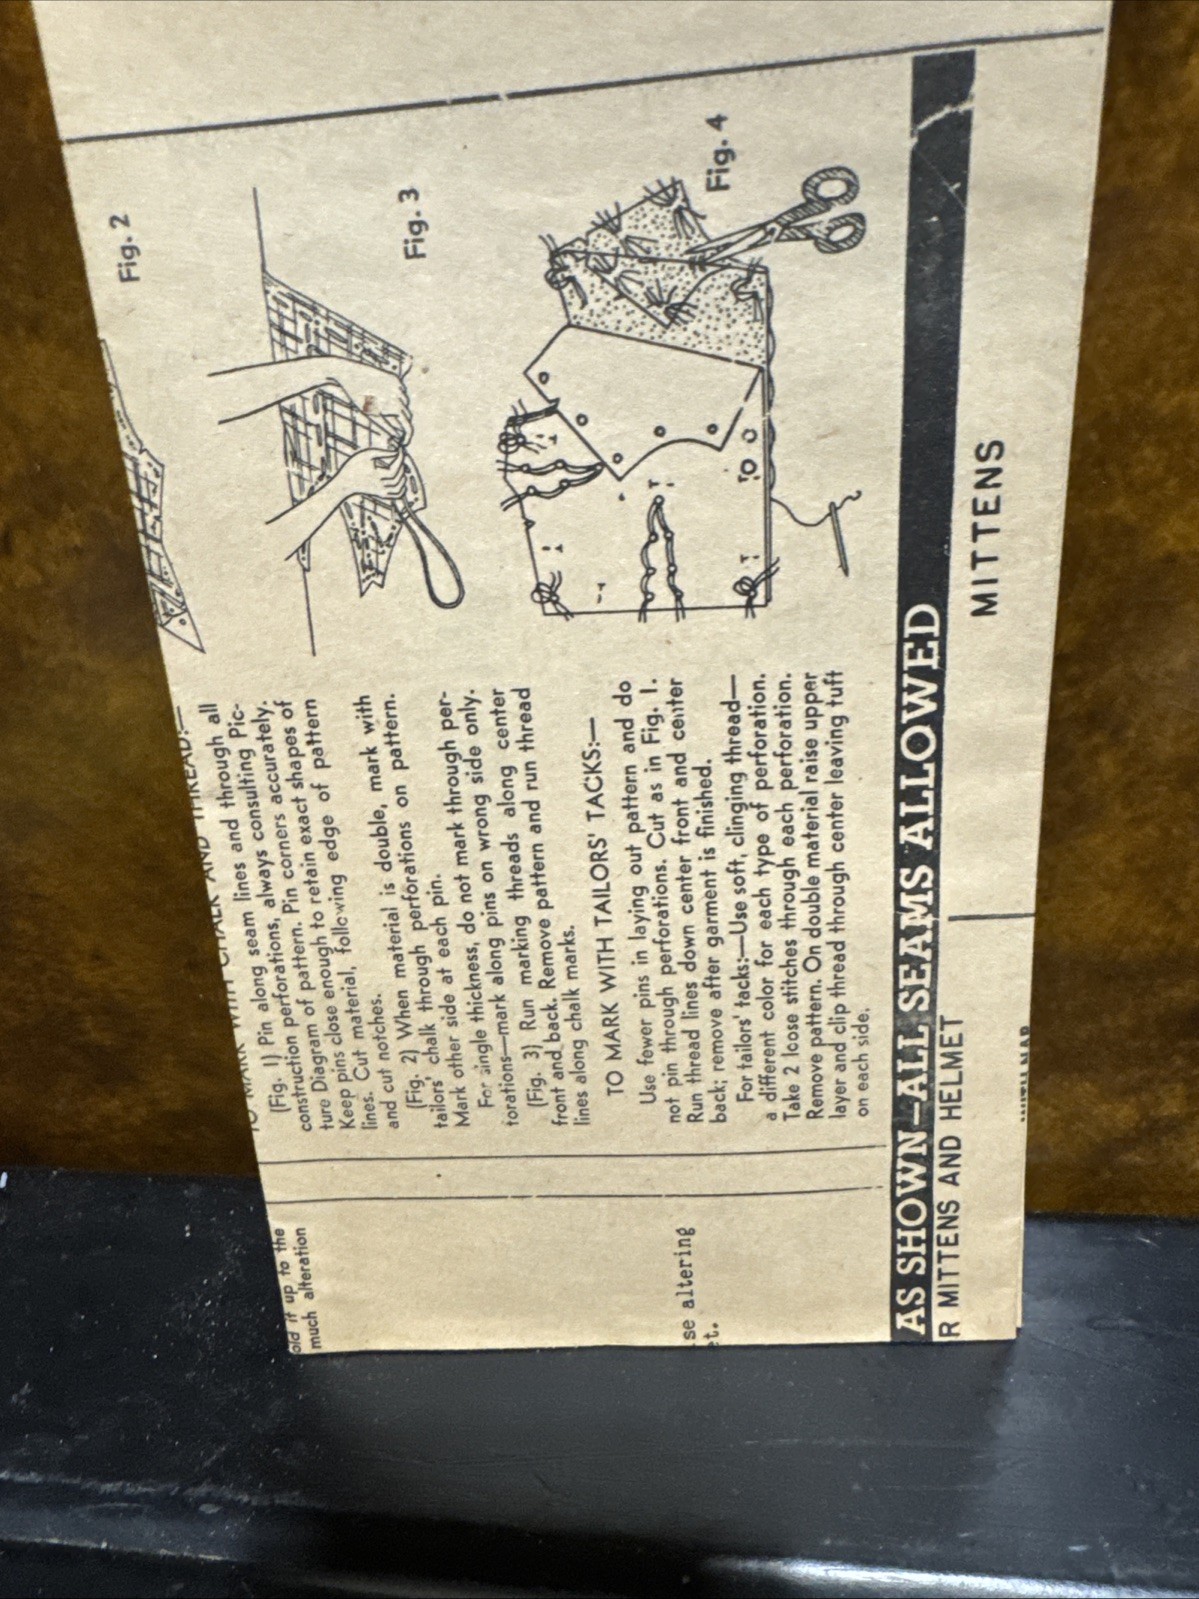 old it up to the
much alteration
se altering
et.
TO MARK WITH CHALK AND THREAD:—
(Fig. 1) Pin along seam lines and through all
construction perforations, always consulting Pic-
ture Diagram of pattern. Pin corners accurately.
Keep pins close enough to retain exact shapes of
lines. Cut material, following edge of pattern
and cut notches.
(Fig. 2) When material is double, mark with
tailors' chalk through perforations on pattern.
Mark other side at each pin.
For single thickness, do not mark through per-
forations—mark along pins on wrong side only.
(Fig. 3) Run marking threads along center
front and back. Remove pattern and run thread
lines along chalk marks.
TO MARK WITH TAILORS' TACKS:—
Use fewer pins in laying out pattern and do
not pin through perforations. Cut as in Fig. 1.
Run thread lines down center front and center
back; remove after garment is finished.
For tailors' tacks:—Use soft, clinging thread—
a different color for each type of perforation.
Take 2 loose stitches through each perforation.
Remove pattern. On double material raise upper
layer and clip thread through center leaving tuft
on each side.
Fig. 2
Fig. 3
Fig. 4
AS SHOWN—ALL SEAMS ALLOWED
R MITTENS AND HELMET
MITTENS